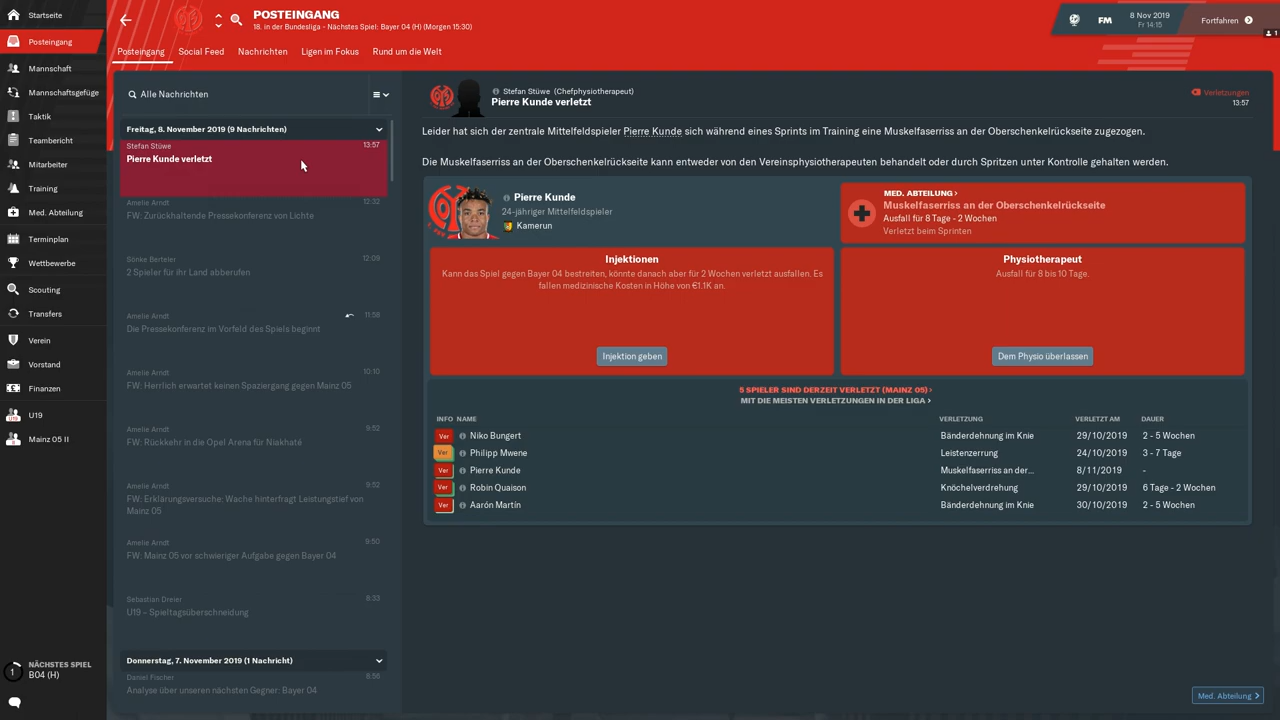 Startseite
Posteingang
Mannschaft
Mannschaftsgefüge
Taktik
Teambericht
Mitarbeiter
Training
Med. Abteilung
Terminplan
Wettbewerbe
Scouting
Transfers
Verein
Vorstand
Finanzen
U19
Mainz 05 II
1
NÄCHSTES SPIEL
B04 (H)
POSTEINGANG
18. in der Bundesliga - Nächstes Spiel: Bayer 04 (H) (Morgen 15:30)
FM
8 Nov 2019
Fr 14:15
Fortfahren
1
Posteingang
Social Feed
Nachrichten
Ligen im Fokus
Rund um die Welt
Alle Nachrichten
Freitag, 8. November 2019 (9 Nachrichten)
Stefan Stüwe 13:57
Pierre Kunde verletzt
Amelie Arndt 12:32
FW: Zurückhaltende Pressekonferenz von Lichte
Sönke Berteler 12:09
2 Spieler für ihr Land abberufen
Amelie Arndt 11:58
Die Pressekonferenz im Vorfeld des Spiels beginnt
Amelie Arndt 10:10
FW: Herrlich erwartet keinen Spaziergang gegen Mainz 05
Amelie Arndt 9:52
FW: Rückkahr in die Opel Arena für Niakhaté
Amelie Arndt 9:52
FW: Erklärungsversuche: Wache hinterfragt Leistungstief von
Mainz 05
Amelie Arndt 9:50
FW: Mainz 05 vor schwieriger Aufgabe gegen Bayer 04
Sebastian Dreier 8:33
U19 – Spieltagsüberschneidung
Donnerstag, 7. November 2019 (1 Nachricht)
Daniel Fischer 8:56
Analyse über unseren nächsten Gegner: Bayer 04
Stefan Stüwe (Chefphysiotherapeut)
Pierre Kunde verletzt
Verletzungen
13:57
Leider hat sich der zentrale Mittelfeldspieler Pierre Kunde sich während eines Sprints im Training eine Muskelfaserriss an der Oberschenkelrückseite zugezogen.
Die Muskelfaserriss an der Oberschenkelrückseite kann entweder von den Vereinsphysiotherapeuten behandelt oder durch Spritzen unter Kontrolle gehalten werden.
Pierre Kunde
24-jähriger Mittelfeldspieler
Kamerun
MED. ABTEILUNG ›
Muskelfaserriss an der Oberschenkelrückseite
Ausfall für 8 Tage - 2 Wochen
Verletzt beim Sprinten
Injektionen
Kann das Spiel gegen Bayer 04 bestreiten, könnte danach aber für 2 Wochen verletzt ausfallen. Es
fallen medizinische Kosten in Höhe von €1.1K an.
Injektion geben
Physiotherapeut
Ausfall für 8 bis 10 Tage.
Dem Physio überlassen
5 SPIELER SIND DERZEIT VERLETZT (MAINZ 05) ›
MIT DIE MEISTEN VERLETZUNGEN IN DER LIGA ›
INFO NAME VERLETZUNG VERLETZT AM DAUER
Ver Niko Bungert Bänderdehnung im Knie 29/10/2019 2 - 5 Wochen
Ver Philipp Mwene Leistenzerrung 24/10/2019 3 - 7 Tage
Ver Pierre Kunde Muskelfaserriss an der... 8/11/2019 -
Ver Robin Quaison Knöchelverdrehung 29/10/2019 6 Tage - 2 Wochen
Ver Aarón Martín Bänderdehnung im Knie 30/10/2019 2 - 5 Wochen
Med. Abteilung